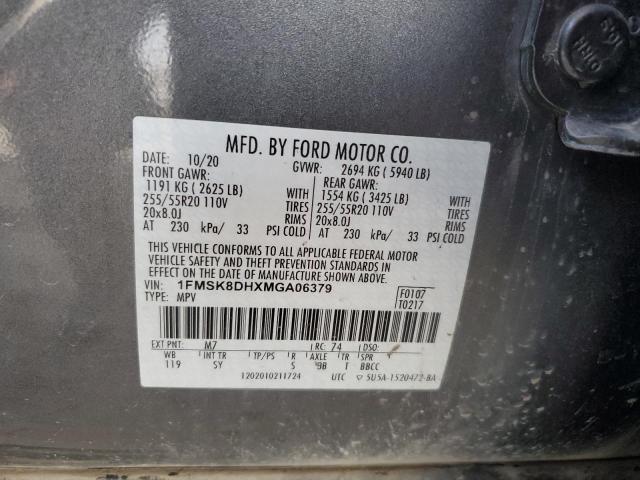 MFD. BY FORD MOTOR CO.
DATE: 10/20 GVWR: 2694 KG ( 5940 LB)
FRONT GAWR: REAR GAWR:
1191 KG ( 2625 LB) WITH 1554 KG ( 3425 LB) WITH
255/55R20 110V TIRES 255/55R20 110V TIRES
20x8.0J RIMS 20x8.0J RIMS
AT 230 kPa/ 33 PSI COLD AT 230 kPa/ 33 PSI COLD
THIS VEHICLE CONFORMS TO ALL APPLICABLE FEDERAL MOTOR
VEHICLE SAFETY AND THEFT PREVENTION STANDARDS IN
EFFECT ON THE DATE OF MANUFACTURE SHOWN ABOVE.
VIN: 1FMSK8DHXMGA06379 F0107
TYPE: MPV T0217
EXT PNT: M7 RC: 74 DSO:
WB INT TR TP/PS R AXLE TR SPR
119 SY S BB T BBCC
1202010211724 UTC 5U5A-1520472-BA